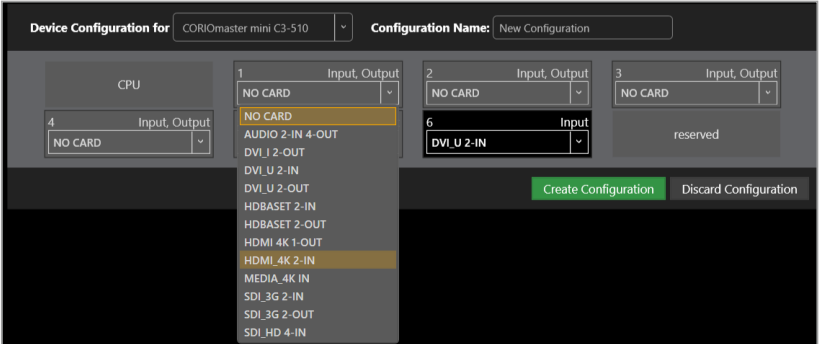 Device Configuration for CORIOmaster mini C3-510 Configuration Name: New Configuration
CPU
1 Input, Output
NO CARD
2 Input, Output
NO CARD
3 Input, Output
NO CARD
4 Input, Output
NO CARD
6 Input
DVI_U 2-IN
reserved
NO CARD
AUDIO 2-IN 4-OUT
DVI_I 2-OUT
DVI_U 2-IN
DVI_U 2-OUT
HDBASET 2-IN
HDBASET 2-OUT
HDMI 4K 1-OUT
HDMI_4K 2-IN
MEDIA_4K IN
SDI_3G 2-IN
SDI_3G 2-OUT
SDI_HD 4-IN
Create Configuration Discard Configuration